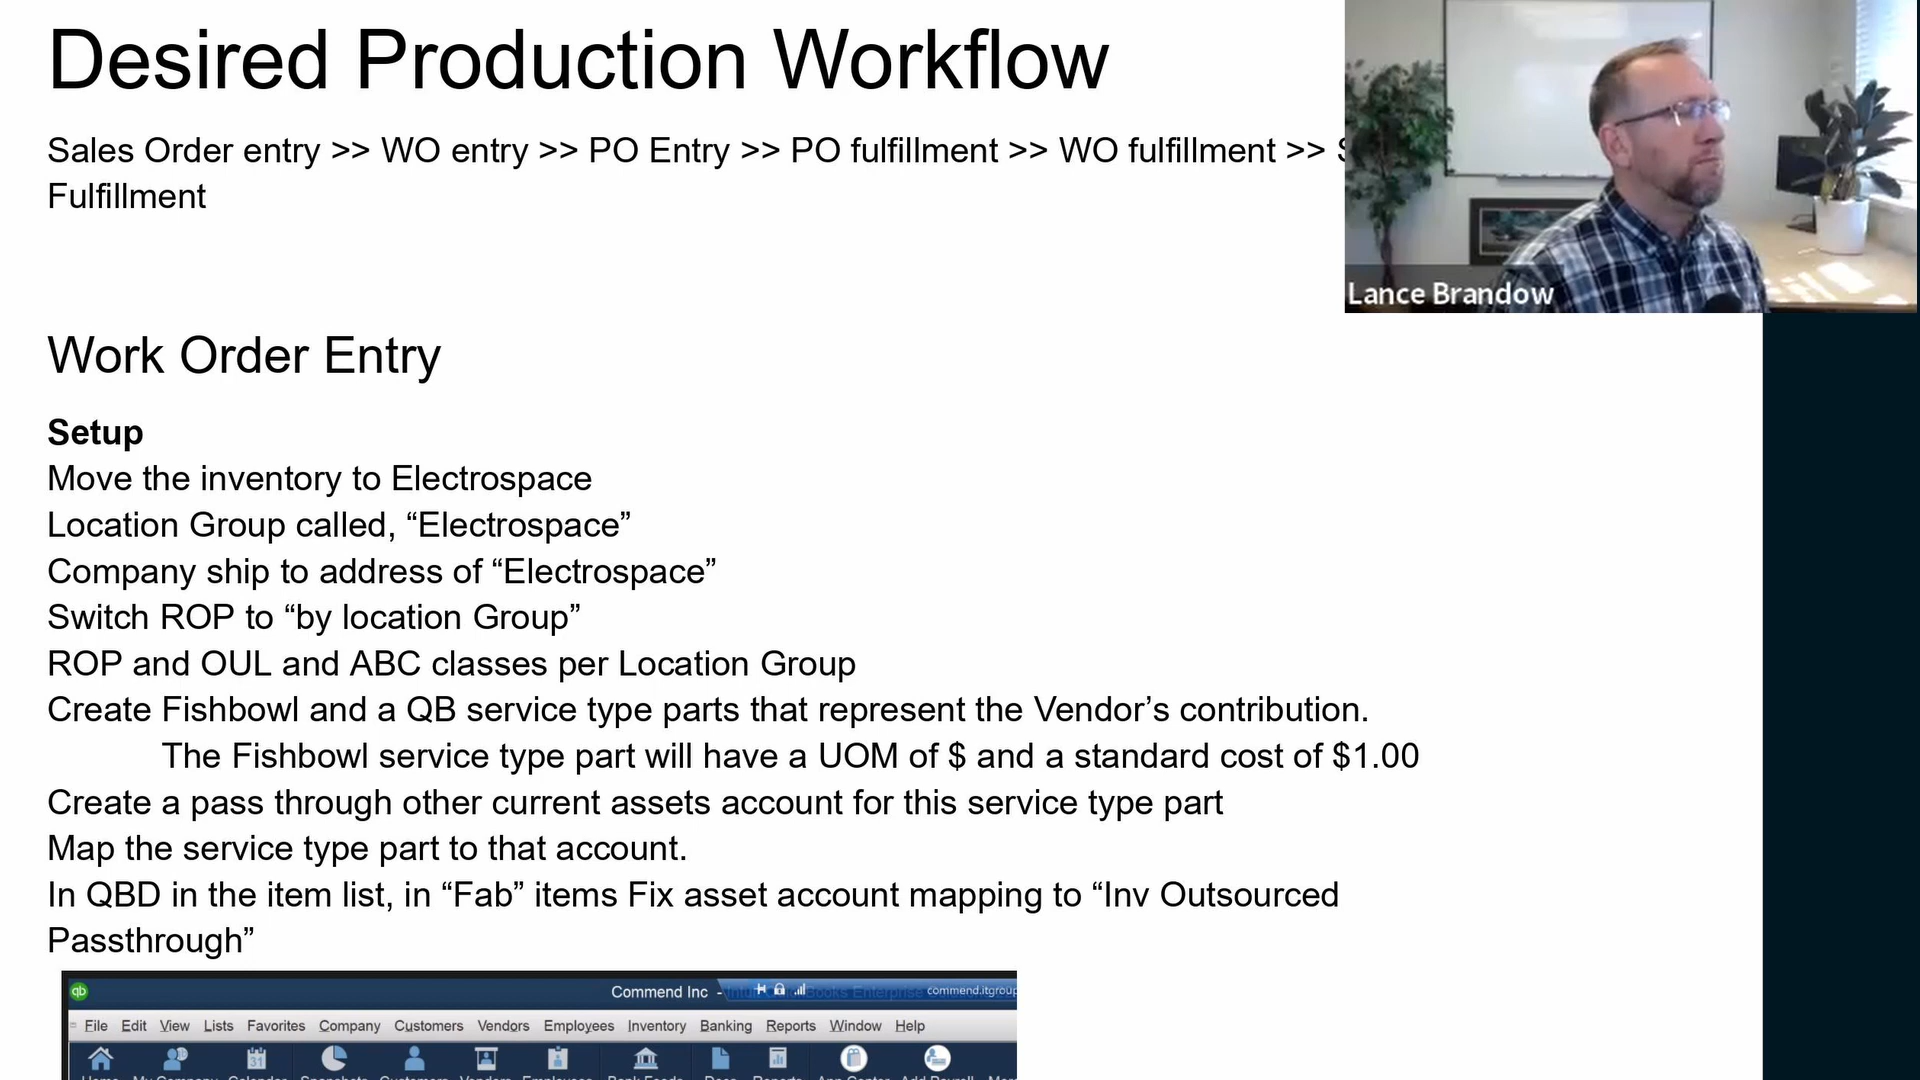 Desired Production Workflow
Sales Order entry >> WO entry >> PO Entry >> PO fulfillment >> WO fulfillment >>
Fulfillment
Lance Brandow
Work Order Entry
Setup
Move the inventory to Electrospace
Location Group called, “Electrospace”
Company ship to address of “Electrospace”
Switch ROP to “by location Group”
ROP and OUL and ABC classes per Location Group
Create Fishbowl and a QB service type parts that represent the Vendor’s contribution.
The Fishbowl service type part will have a UOM of $ and a standard cost of $1.00
Create a pass through other current assets account for this service type part
Map the service type part to that account.
In QBD in the item list, in “Fab” items Fix asset account mapping to “Inv Outsourced
Passthrough”
qb Commend Inc - commend.itgroup
File Edit View Lists Favorites Company Customers Vendors Employees Inventory Banking Reports Window Help
31